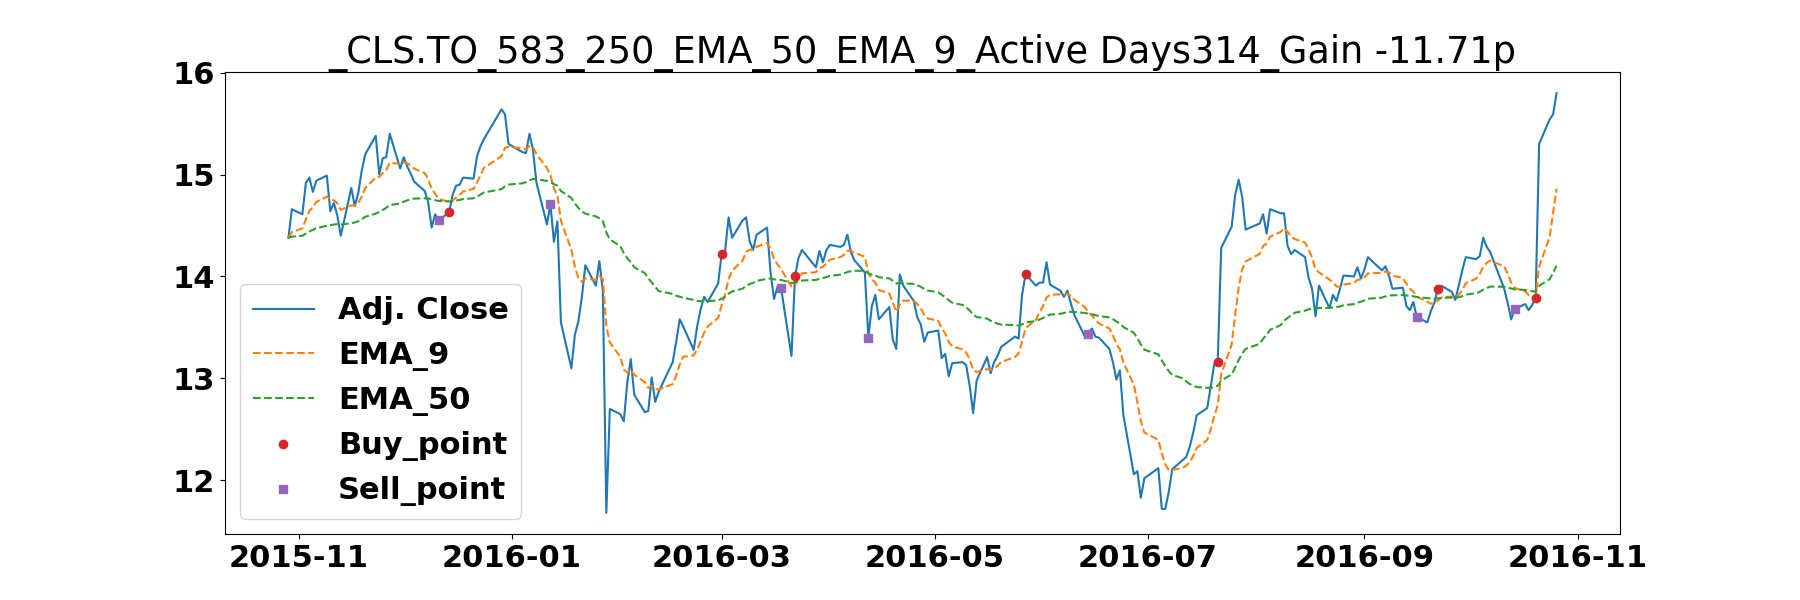 _CLS.TO_583_250_EMA_50_EMA_9_Active Days314_Gain -11.71p
16
15
14
13
12
Adj. Close
EMA_9
EMA_50
Buy_point
Sell_point
2015-11 2016-01 2016-03 2016-05 2016-07 2016-09 2016-11